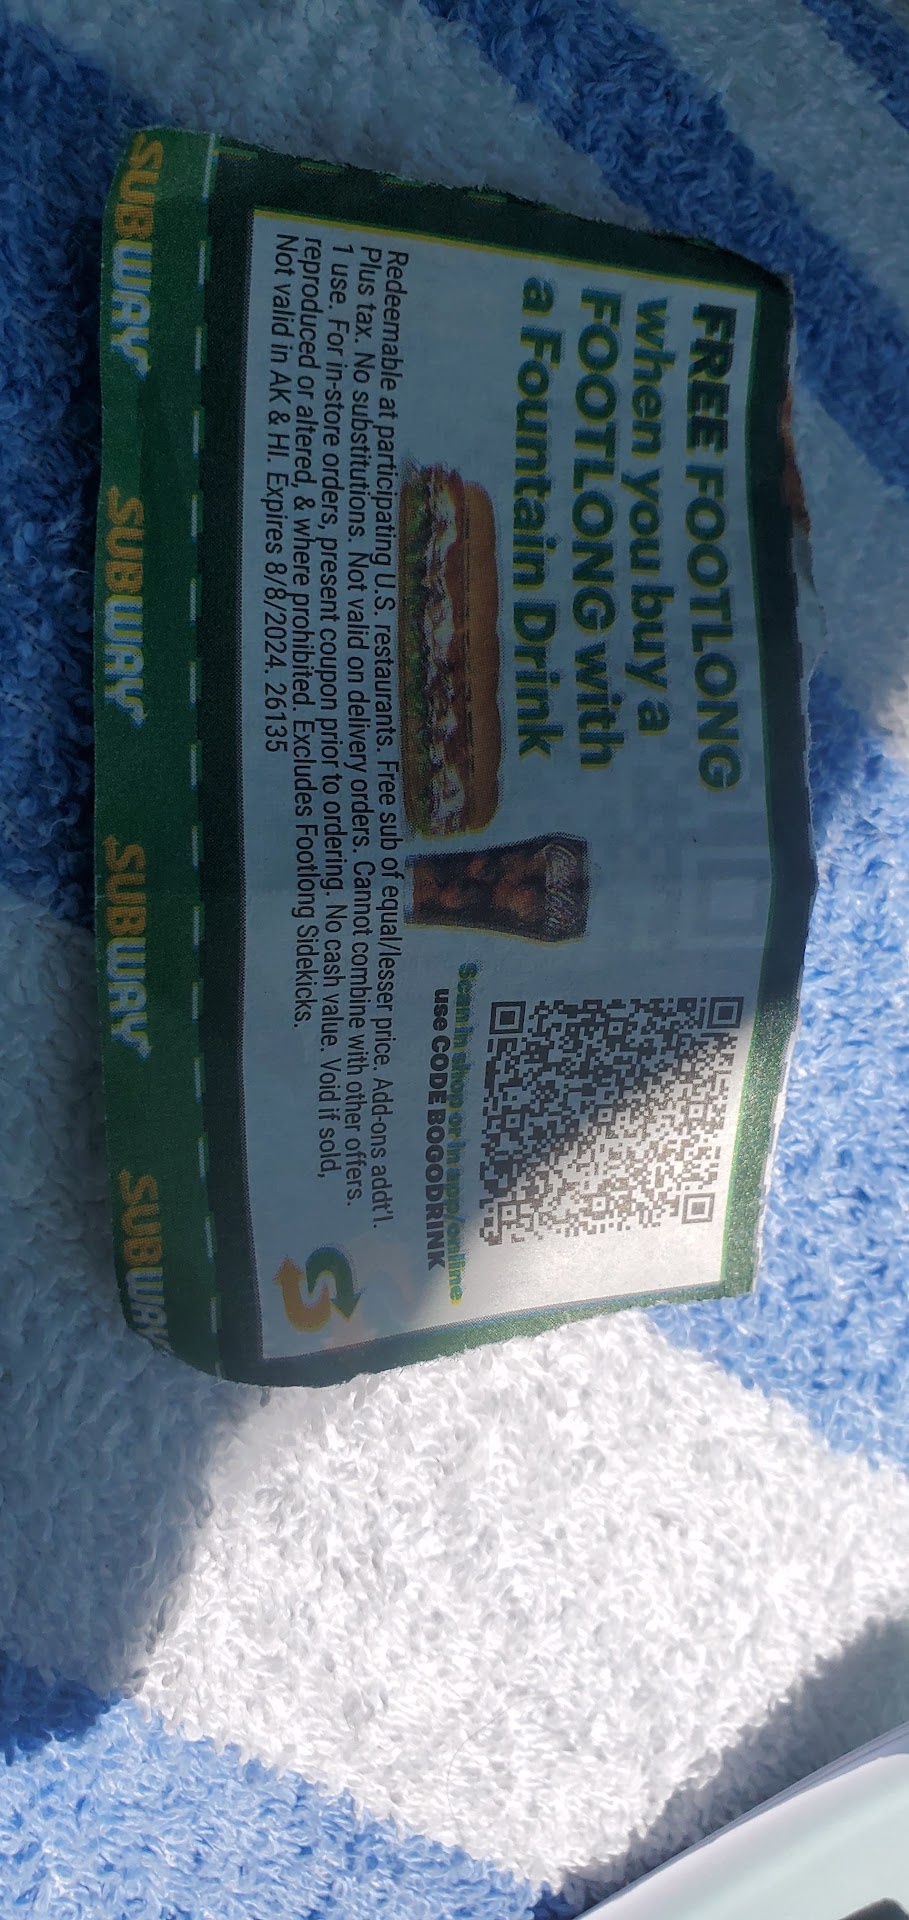 FREE FOOTLONG
when you buy a
FOOTLONG with
a Fountain Drink
Coca-Cola
Scan in shop or in app/online
use CODE BOGODRINK
Redeemable at participating U.S. restaurants. Free sub of equal/lesser price. Add-ons addt'l.
Plus tax. No substitutions. Not valid on delivery orders. Cannot combine with other offers.
1 use. For in-store orders, present coupon prior to ordering. No cash value. Void if sold,
reproduced or altered, & where prohibited. Excludes Footlong Sidekicks.
Not valid in AK & HI. Expires 8/8/2024. 26135
SUBWAY SUBWAY SUBWAY SUBWAY